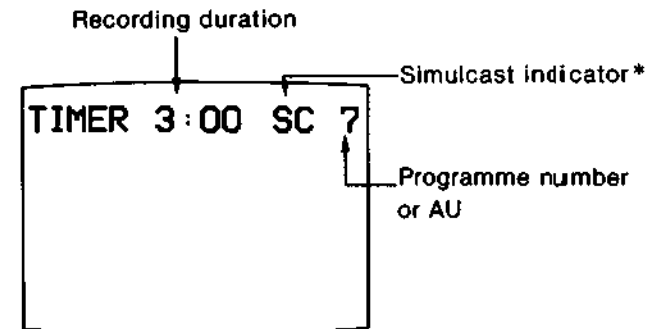 Recording duration
Simulcast indicator*
TIMER 3:00 SC 7
Programme number
or AU